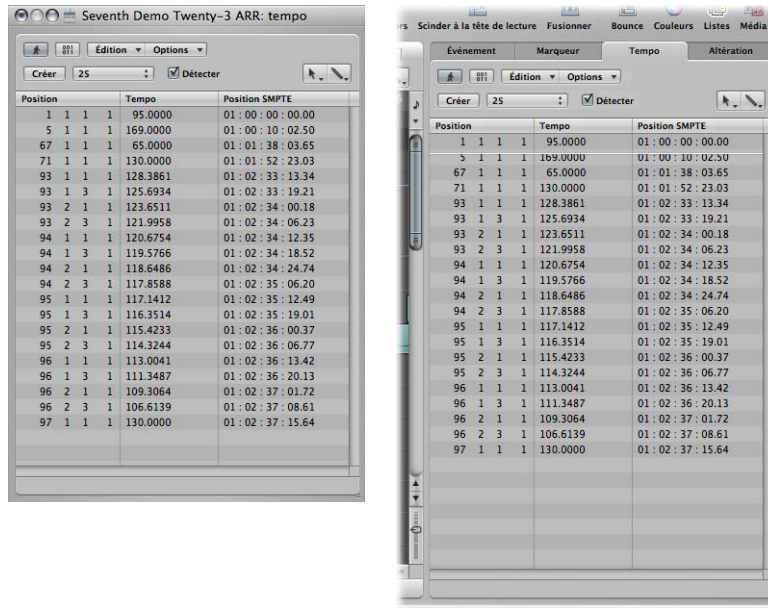 Seventh Demo Twenty-3 ARR: tempo
Édition Options
Créer 25 Détecter
Position Tempo Position SMPTE
1 1 1 1 95.0000 01 : 00 : 00 : 00.00
5 1 1 1 169.0000 01 : 00 : 10 : 02.50
67 1 1 1 65.0000 01 : 01 : 38 : 03.65
71 1 1 1 130.0000 01 : 01 : 52 : 23.03
93 1 1 1 128.3861 01 : 02 : 33 : 13.34
93 1 3 1 125.6934 01 : 02 : 33 : 19.21
93 2 1 1 123.6511 01 : 02 : 34 : 00.18
93 2 3 1 121.9958 01 : 02 : 34 : 06.23
94 1 1 1 120.6754 01 : 02 : 34 : 12.35
94 1 3 1 119.5766 01 : 02 : 34 : 18.52
94 2 1 1 118.6486 01 : 02 : 34 : 24.74
94 2 3 1 117.8588 01 : 02 : 35 : 06.20
95 1 1 1 117.1412 01 : 02 : 35 : 12.49
95 1 3 1 116.3514 01 : 02 : 35 : 19.01
95 2 1 1 115.4233 01 : 02 : 36 : 00.37
95 2 3 1 114.3244 01 : 02 : 36 : 06.77
96 1 1 1 113.0041 01 : 02 : 36 : 13.42
96 1 3 1 111.3487 01 : 02 : 36 : 20.13
96 2 1 1 109.3064 01 : 02 : 37 : 01.72
96 2 3 1 106.6139 01 : 02 : 37 : 08.61
97 1 1 1 130.0000 01 : 02 : 37 : 15.64
rs Scinder à la tête de lecture Fusionner Bounce Couleurs Listes Média
Événement Marqueur Tempo Altération
Édition Options
Créer 25 Détecter
Position Tempo Position SMPTE
1 1 1 1 95.0000 01 : 00 : 00 : 00.00
5 1 1 1 169.0000 01 : 00 : 10 : 02.50
67 1 1 1 65.0000 01 : 01 : 38 : 03.65
71 1 1 1 130.0000 01 : 01 : 52 : 23.03
93 1 1 1 128.3861 01 : 02 : 33 : 13.34
93 1 3 1 125.6934 01 : 02 : 33 : 19.21
93 2 1 1 123.6511 01 : 02 : 34 : 00.18
93 2 3 1 121.9958 01 : 02 : 34 : 06.23
94 1 1 1 120.6754 01 : 02 : 34 : 12.35
94 1 3 1 119.5766 01 : 02 : 34 : 18.52
94 2 1 1 118.6486 01 : 02 : 34 : 24.74
94 2 3 1 117.8588 01 : 02 : 35 : 06.20
95 1 1 1 117.1412 01 : 02 : 35 : 12.49
95 1 3 1 116.3514 01 : 02 : 35 : 19.01
95 2 1 1 115.4233 01 : 02 : 36 : 00.37
95 2 3 1 114.3244 01 : 02 : 36 : 06.77
96 1 1 1 113.0041 01 : 02 : 36 : 13.42
96 1 3 1 111.3487 01 : 02 : 36 : 20.13
96 2 1 1 109.3064 01 : 02 : 37 : 01.72
96 2 3 1 106.6139 01 : 02 : 37 : 08.61
97 1 1 1 130.0000 01 : 02 : 37 : 15.64